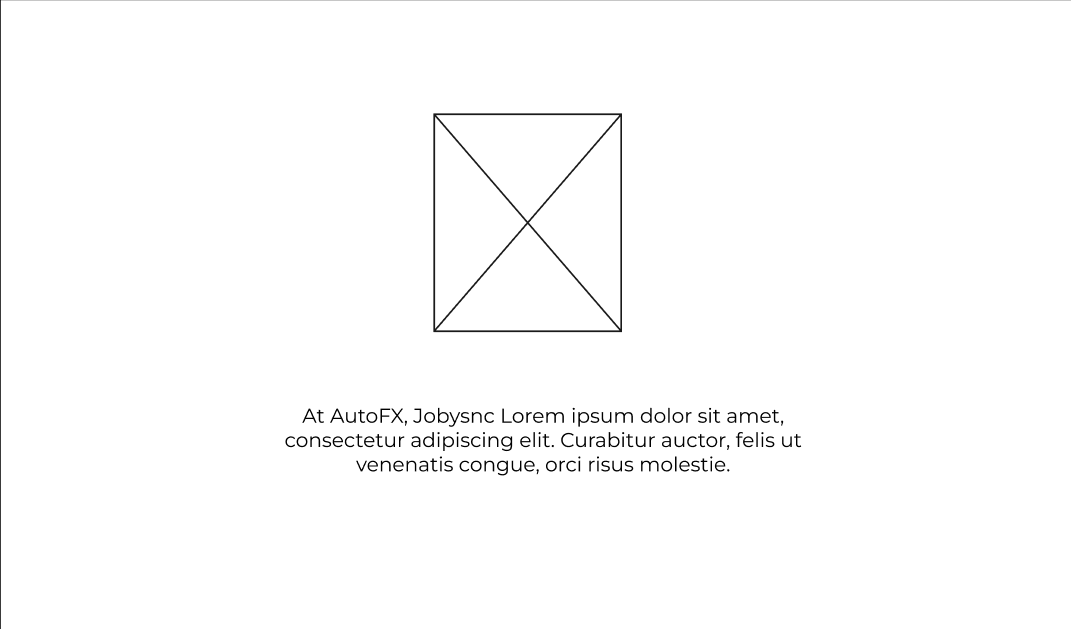 At AutoFX, Jobysnc Lorem ipsum dolor sit amet,
consectetur adipiscing elit. Curabitur auctor, felis ut
venenatis congue, orci risus molestie.